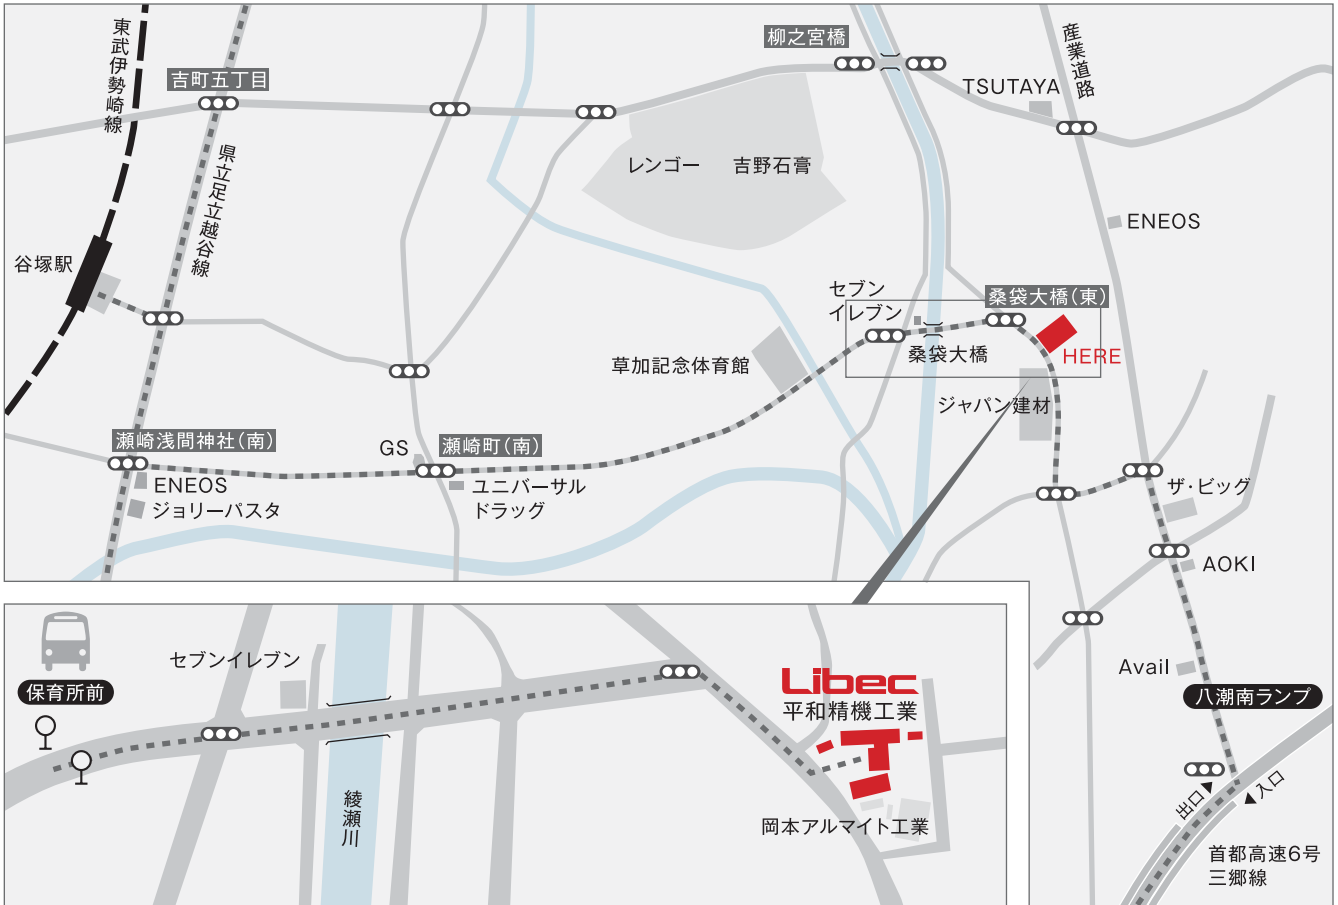 東武伊勢崎線
吉町五丁目
柳之宮橋
産業道路
TSUTAYA
県立足立越谷線
レンゴー
吉野石膏
ENEOS
谷塚駅
セブン
イレブン
桑袋大橋(東)
HERE
桑袋大橋
草加記念体育館
ジャパン建材
瀬崎浅間神社(南)
GS
瀬崎町(南)
ENEOS
ジョリーパスタ
ユニバーサル
ドラッグ
ザ・ビッグ
AOKI
Avail
八潮南ランプ
出口
入口
首都高速6号
三郷線
保育所前
セブンイレブン
綾瀬川
Libec
平和精機工業
岡本アルマイト工業